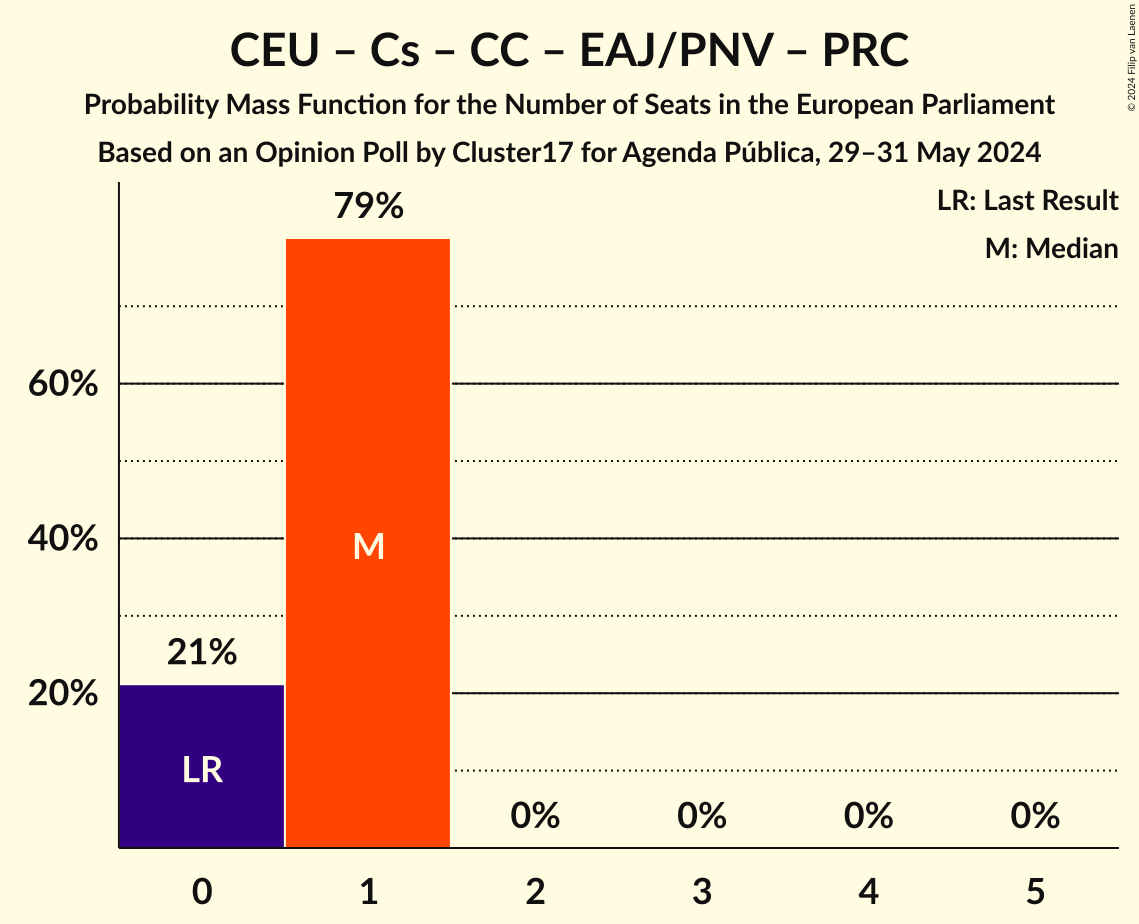 CEU – Cs – CC – EAJ/PNV – PRC
Probability Mass Function for the Number of Seats in the European Parliament
Based on an Opinion Poll by Cluster17 for Agenda Pública, 29–31 May 2024
© 2024 Filip van Laenen
LR: Last Result
M: Median
79%
60%
M
40%
21%
20%
LR
0% 0% 0% 0%
0 1 2 3 4 5